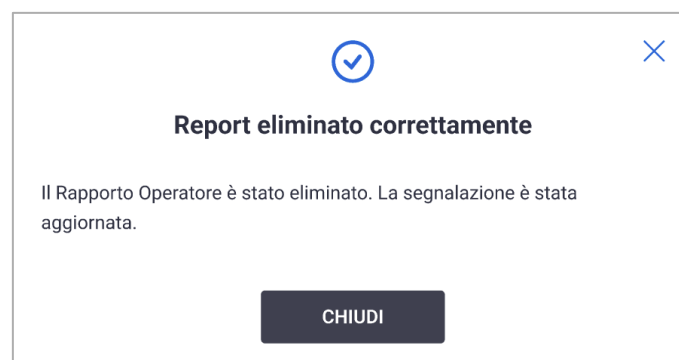 Report eliminato correttamente
Il Rapporto Operatore è stato eliminato. La segnalazione è stata
aggiornata.
CHIUDI